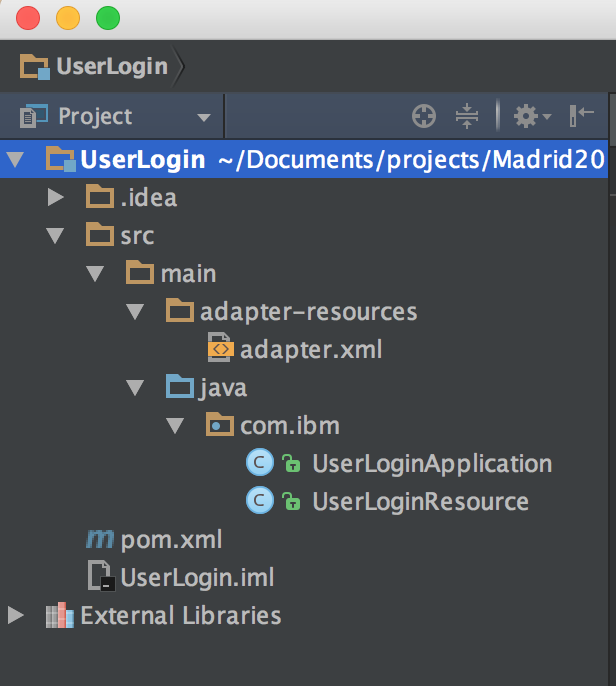 UserLogin
Project
UserLogin ~/Documents/projects/Madrid20
.idea
src
main
adapter-resources
adapter.xml
java
com.ibm
C UserLoginApplication
C UserLoginResource
m pom.xml
UserLogin.iml
External Libraries